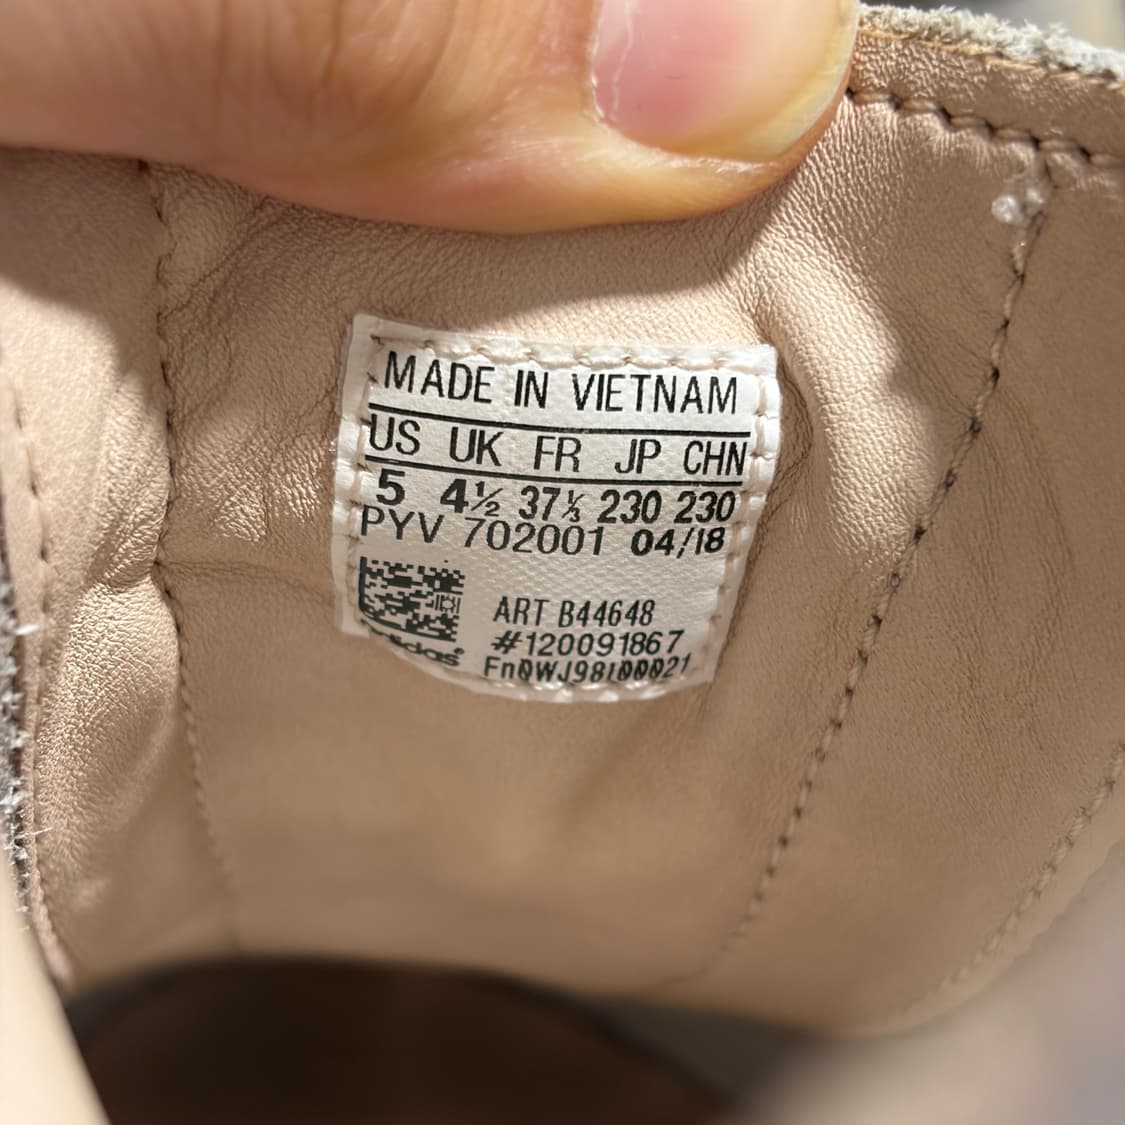 MADE IN VIETNAM
US UK FR JP CHN
5 4½ 37⅓ 230 230
PYV 702001 04/18
ART B44648
#120091867
adidas